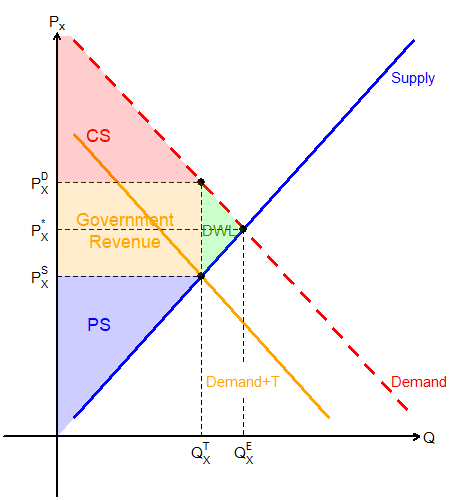 Pₓ
Supply
CS
Pₓᴰ
Government
Revenue
Pₓ*
DWL
Pₓˢ
PS
Demand+T
Demand
Q
Qₓᵀ
Qₓᴱ